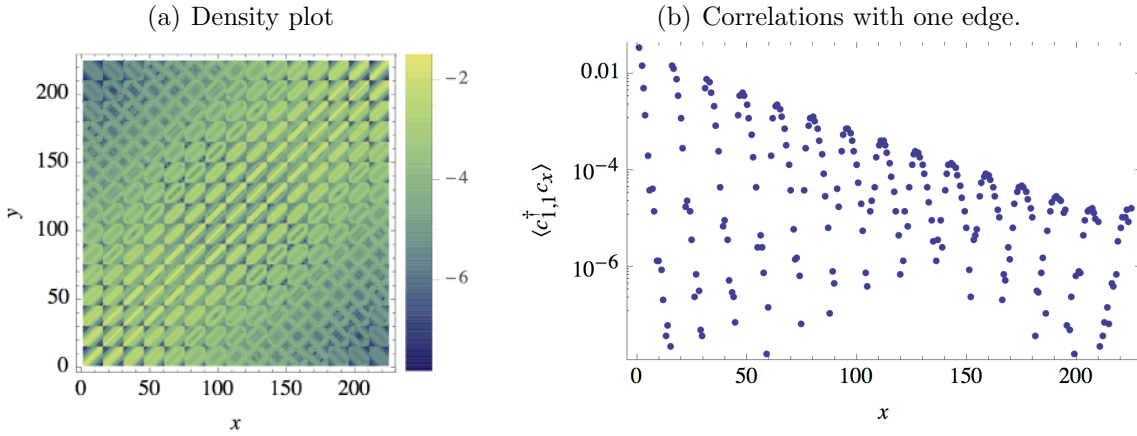 (a) Density plot
(b) Correlations with one edge.
200
150
100
50
0
y
0 50 100 150 200
x
−2
−4
−6
0.01
10⁻⁴
10⁻⁶
⟨c†₁,₁ cₓ⟩
0 50 100 150 200
x